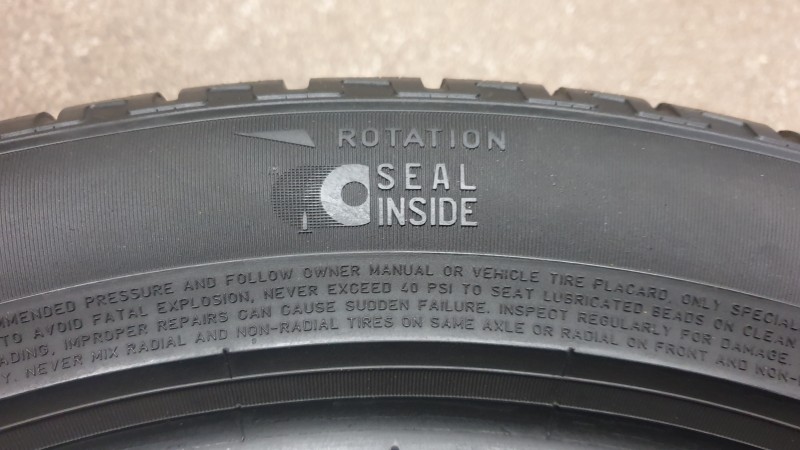 ROTATION
SEAL
INSIDE
MMENDED PRESSURE AND FOLLOW OWNER MANUAL OR VEHICLE TIRE PLACARD. ONLY SPECIAL
TO AVOID FATAL EXPLOSION, NEVER EXCEED 40 PSI TO SEAT LUBRICATED BEADS ON CLEAN
ADING, IMPROPER REPAIRS CAN CAUSE SUDDEN FAILURE. INSPECT REGULARLY FOR DAMAGE.
Y. NEVER MIX RADIAL AND NON-RADIAL TIRES ON SAME AXLE OR RADIAL ON FRONT AND NON-